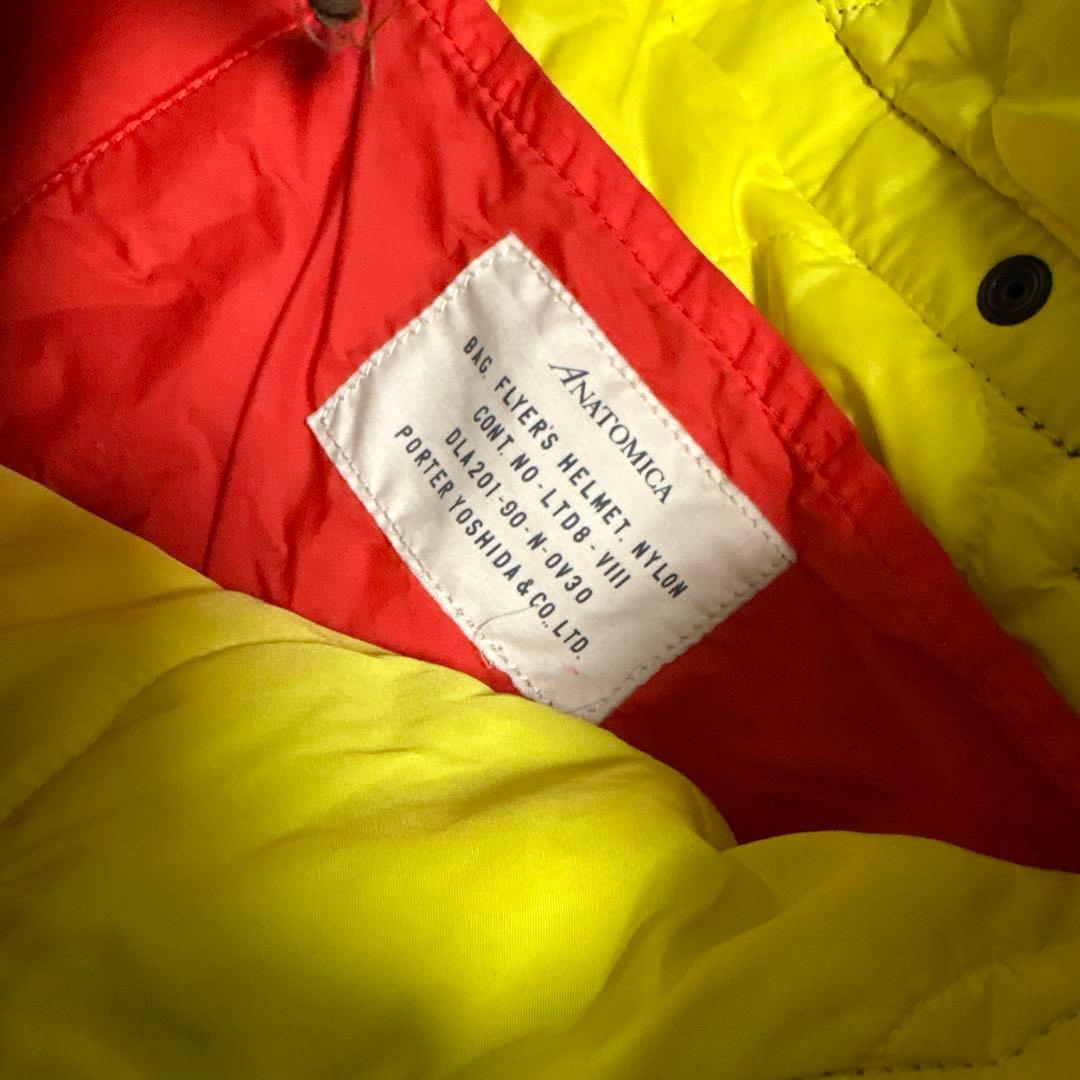 ANATOMICA
BAG, FLYER'S HELMET, NYLON
CONT. NO-LTD8-VIII
DLA201-90-N-OV30
PORTER YOSHIDA & CO., LTD.